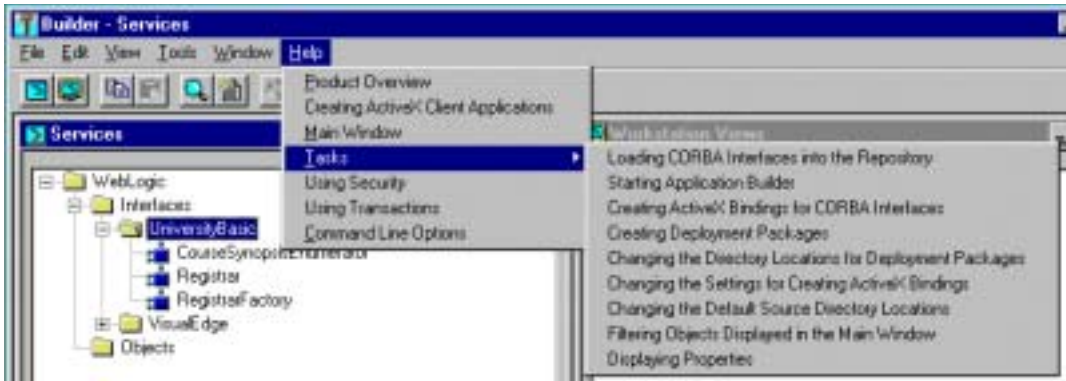 Builder - Services
File Edit View Tools Window Help
Product Overview
Creating ActiveX Client Applications
Main Window
Tasks
Using Security
Using Transactions
Command Line Options
Services
WebLogic
Interfaces
UniversityBasic
CourseSynopsisEnumerator
Registrar
RegistrarFactory
VisualEdge
Objects
Workstation Views
Loading CORBA Interfaces into the Repository
Starting Application Builder
Creating ActiveX Bindings for CORBA Interfaces
Creating Deployment Packages
Changing the Directory Locations for Deployment Packages
Changing the Settings for Creating ActiveX Bindings
Changing the Default Source Directory Locations
Filtering Objects Displayed in the Main Window
Displaying Properties